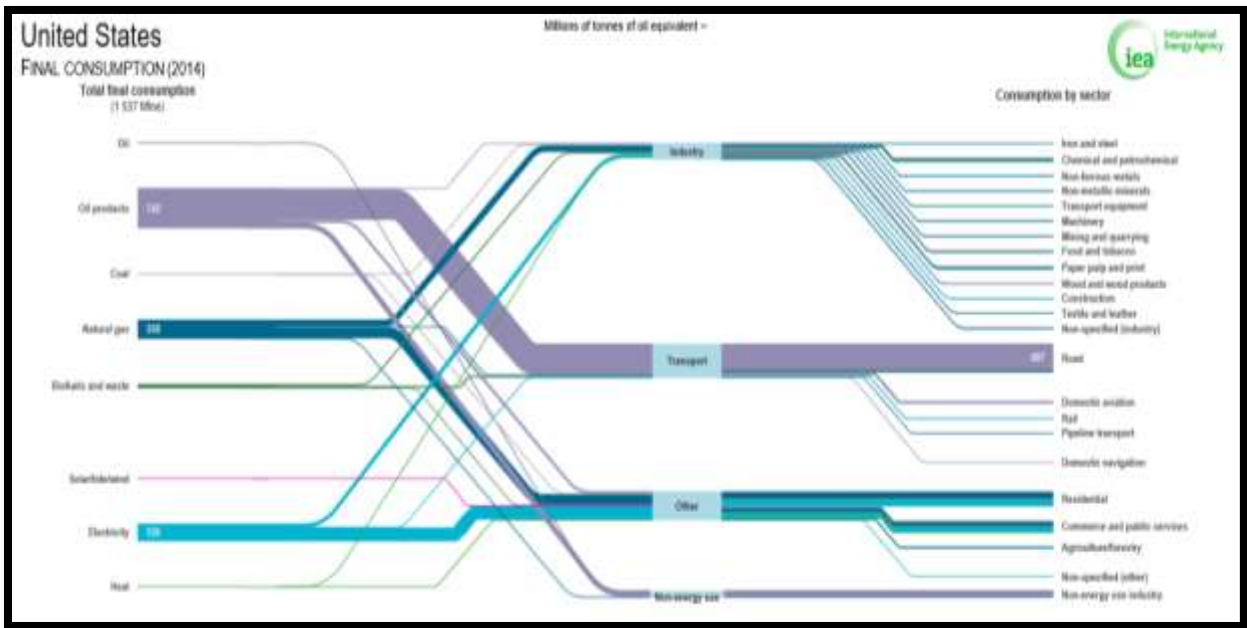 United States
FINAL CONSUMPTION (2014)
Millions of tonnes of oil equivalent
iea
International
Energy Agency
Total final consumption
(1 537 Mtoe)
Consumption by sector
Oil
Oil products
Coal
Natural gas
Biofuels and waste
Electricity
Heat
Industry
Transport
Other
Non-energy use
Iron and steel
Chemical and petrochemical
Non-ferrous metals
Non-metallic minerals
Transport equipment
Machinery
Mining and quarrying
Food and tobacco
Paper pulp and print
Wood and wood products
Construction
Textile and leather
Non-specified (industry)
Road
Domestic aviation
Rail
Pipeline transport
Domestic navigation
Residential
Commerce and public services
Agriculture/forestry
Non-specified (other)
Non-energy use industry